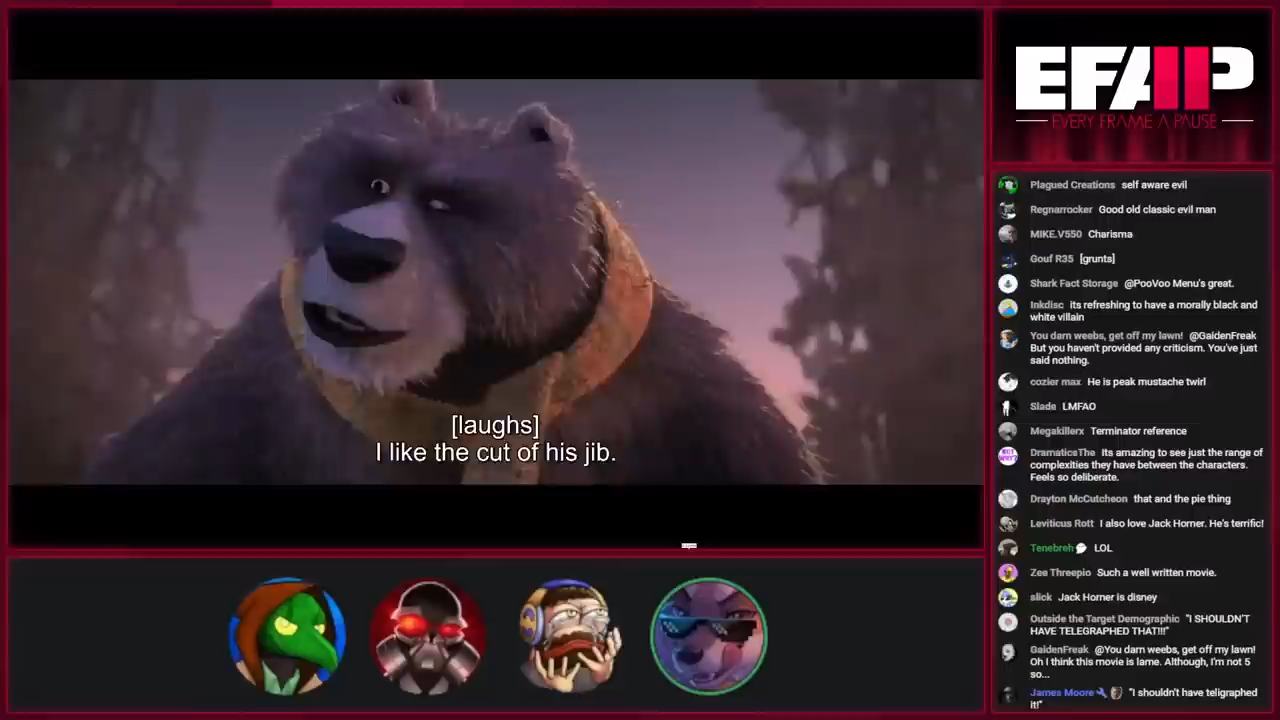 [laughs]
I like the cut of his jib.
EFAP
EVERY FRAME A PAUSE
Plagued Creations self aware evil
Regnarrocker Good old classic evil man
MIKE.V550 Charisma
Gouf R35 [grunts]
Shark Fact Storage @PooVoo Menu's great.
Inkdisc its refreshing to have a morally black and
white villain
You darn weebs, get off my lawn! @GaidenFreak
But you haven't provided any criticism. You've just
said nothing.
cozier max He is peak mustache twirl
Slade LMFAO
Megakillerx Terminator reference
DramaticsThe Its amazing to see just the range of
complexities they have between the characters.
Feels so deliberate.
Drayton McCutcheon that and the pie thing
Leviticus Rott I also love Jack Horner. He's terrific!
Tenebreh LOL
Zee Threepio Such a well written movie.
slick Jack Horner is disney
Outside the Target Demographic "I SHOULDN'T
HAVE TELEGRAPHED THAT!!!"
GaidenFreak @You darn weebs, get off my lawn!
Oh I think this movie is lame. Although, I'm not 5
so...
James Moore "I shouldn't have teligraphed
it!"